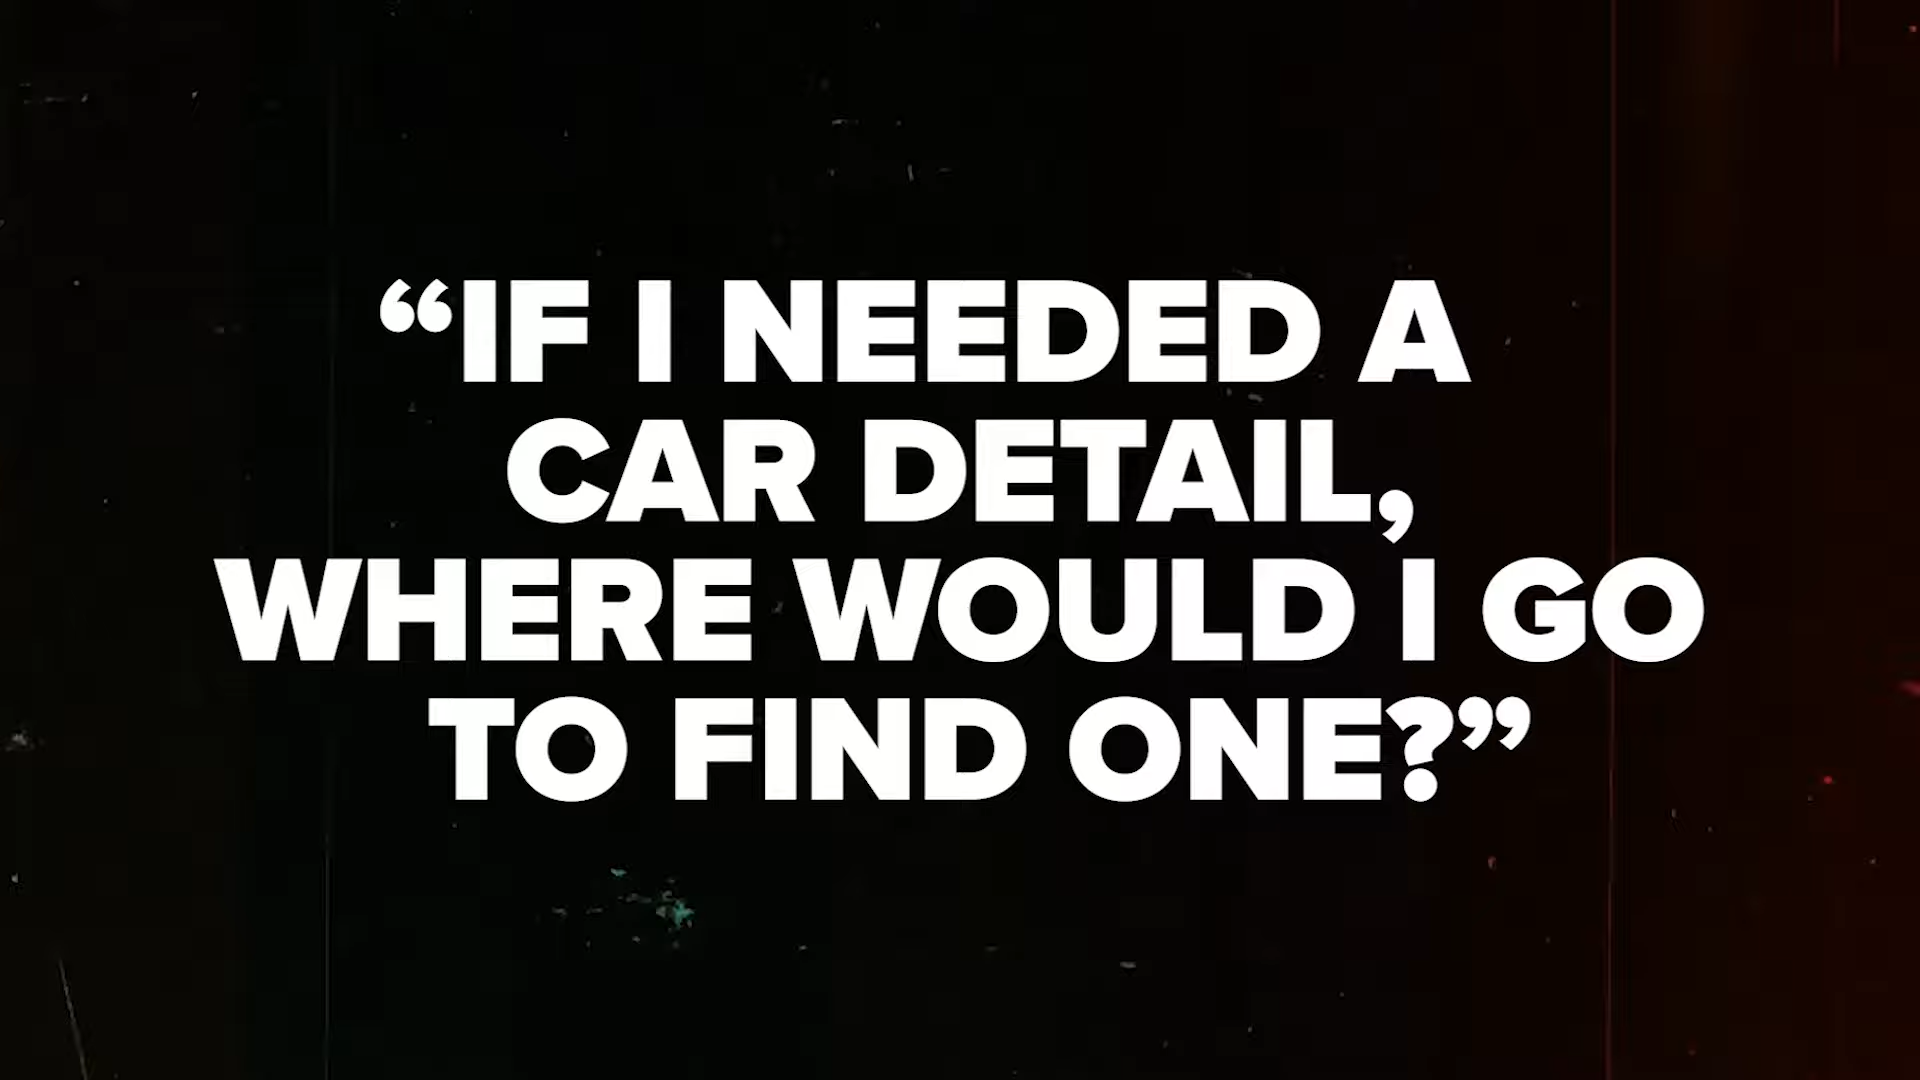 “IF I NEEDED A
CAR DETAIL,
WHERE WOULD I GO
TO FIND ONE?”